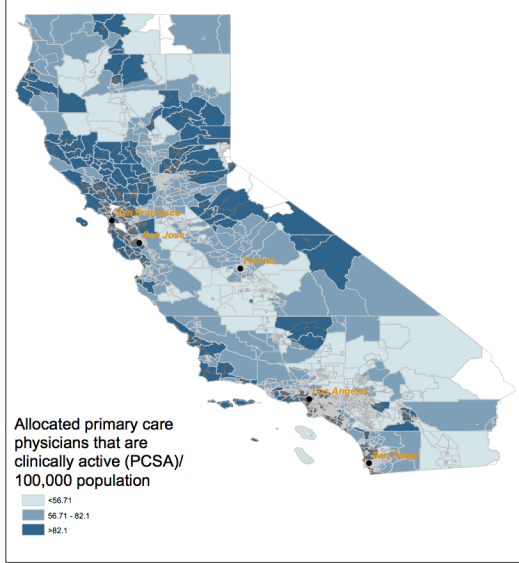 San Francisco
San Jose
Fresno
Los Angeles
San Diego
Allocated primary care
physicians that are
clinically active (PCSA)/
100,000 population
<56.71
56.71 - 82.1
>82.1